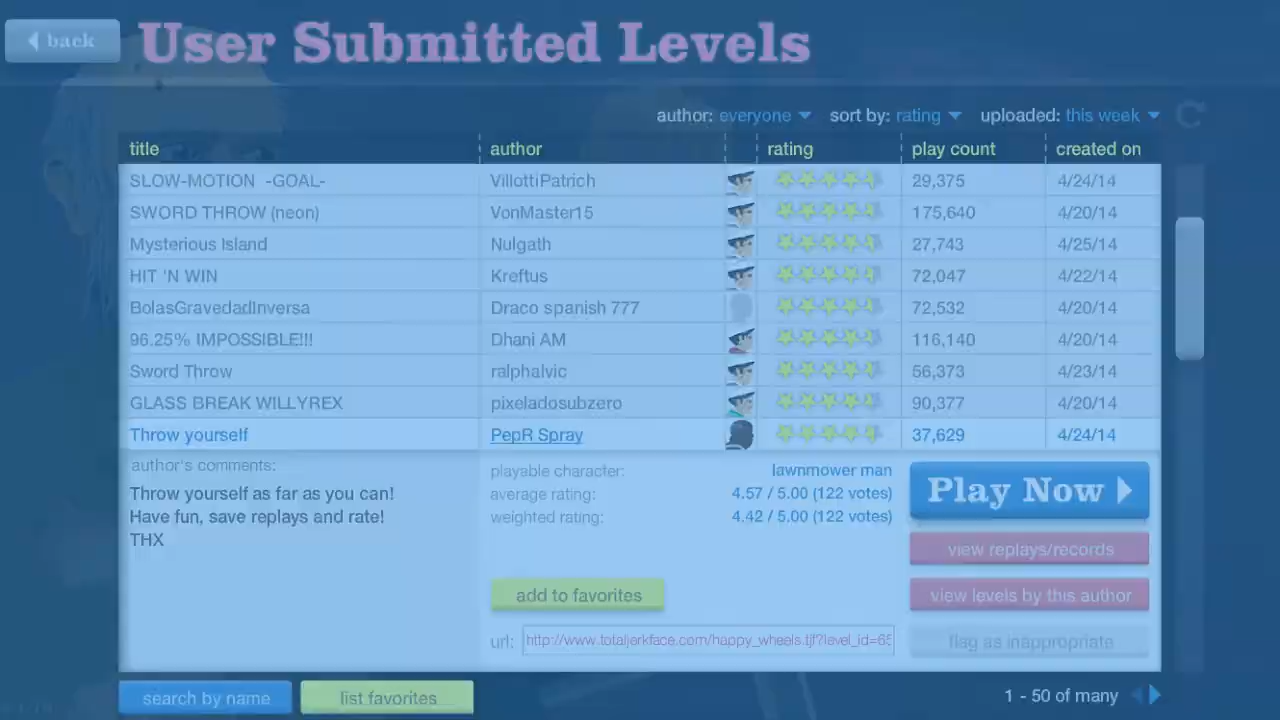 back
User Submitted Levels
author: everyone sort by: rating uploaded: this week
title author rating play count created on
SLOW-MOTION -GOAL- VillottiPatrich 29,375 4/24/14
SWORD THROW (neon) VonMaster15 175,640 4/20/14
Mysterious Island Nulgath 27,743 4/25/14
HIT 'N WIN Kreftus 72,047 4/22/14
BolasGravedadInversa Draco spanish 777 72,532 4/20/14
96.25% IMPOSSIBLE!!! Dhani AM 116,140 4/20/14
Sword Throw ralphalvic 56,373 4/23/14
GLASS BREAK WILLYREX pixeladosubzero 90,377 4/20/14
Throw yourself PepR Spray 37,629 4/24/14
author's comments:
Throw yourself as far as you can!
Have fun, save replays and rate!
THX
playable character: lawnmower man
average rating: 4.57 / 5.00 (122 votes)
weighted rating: 4.42 / 5.00 (122 votes)
add to favorites
url: http://www.totaljerkface.com/happy_wheels.tjf?level_id=65
Play Now
view replays/records
view levels by this author
flag as inappropriate
search by name list favorites 1 - 50 of many